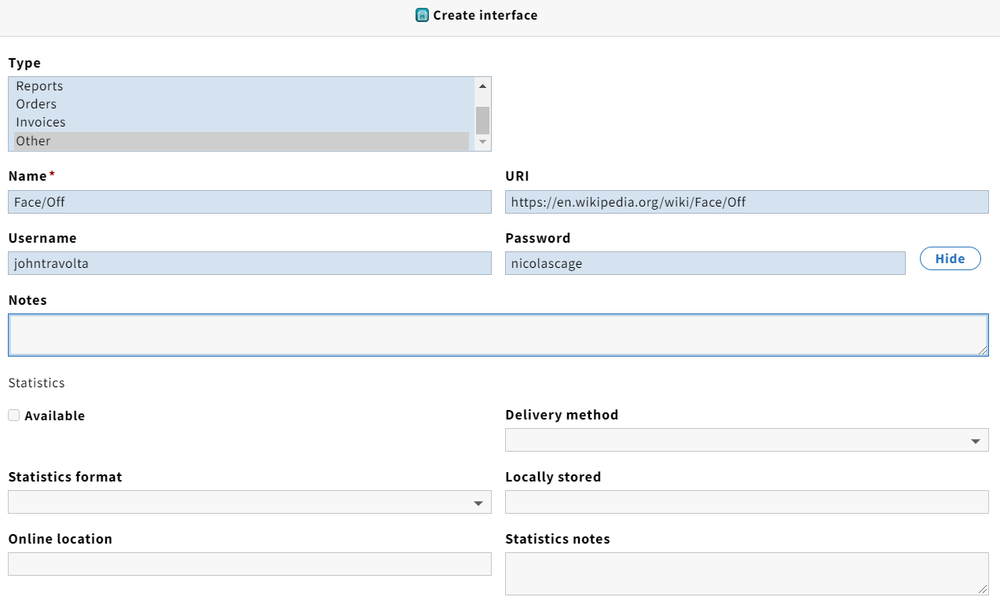 Create interface
Type
Reports
Orders
Invoices
Other
Name*
URI
Face/Off
https://en.wikipedia.org/wiki/Face/Off
Username
Password
johntravolta
nicolascage
Hide
Notes
Statistics
Available
Delivery method
Statistics format
Locally stored
Online location
Statistics notes